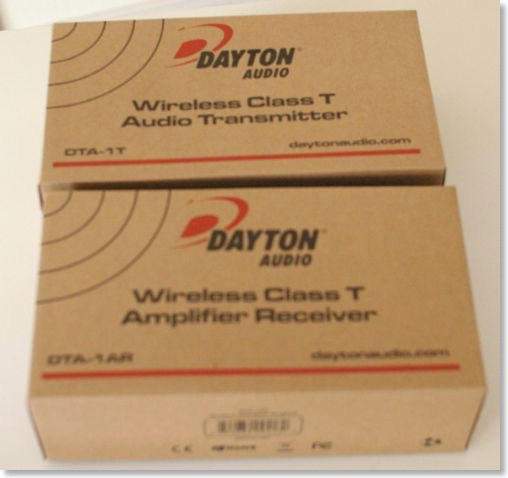 DAYTON
AUDIO
Wireless Class T
Audio Transmitter
DTA-1T daytonaudio.com
DAYTON
AUDIO
Wireless Class T
Amplifier Receiver
DTA-1AR daytonaudio.com
CE